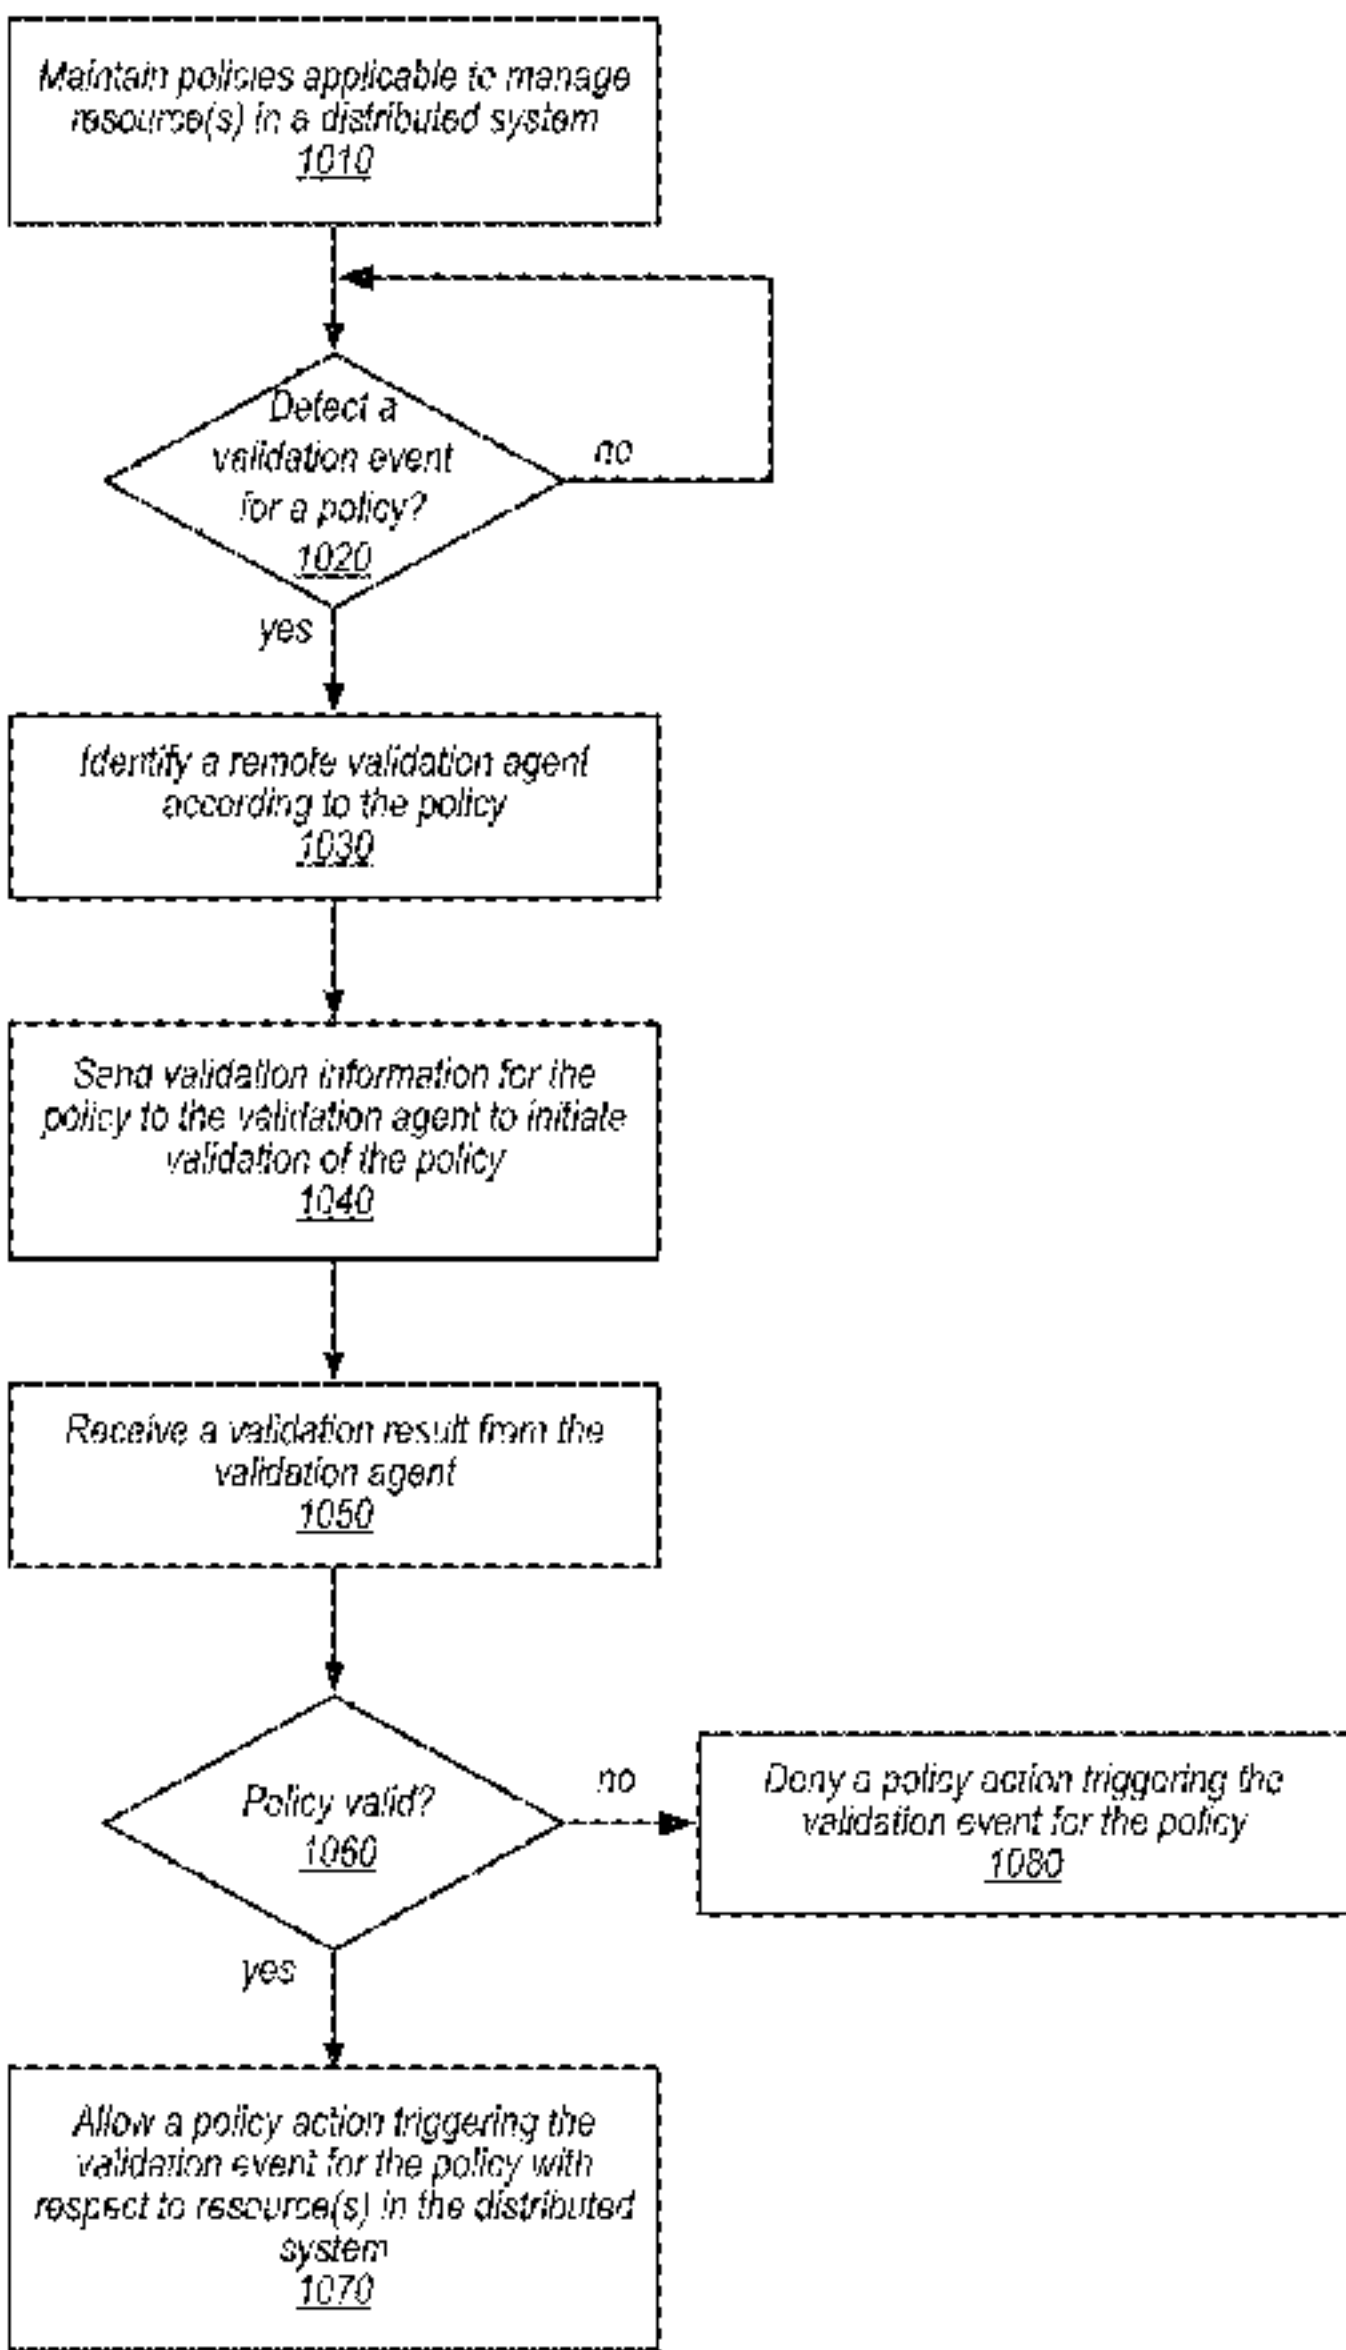 Maintain policies applicable to manage
resource(s) in a distributed system
1010
Detect a
validation event
for a policy?
1020
no
yes
Identify a remote validation agent
according to the policy
1030
Send validation information for the
policy to the validation agent to initiate
validation of the policy
1040
Receive a validation result from the
validation agent
1050
Policy valid?
1060
no
Deny a policy action triggering the
validation event for the policy
1080
yes
Allow a policy action triggering the
validation event for the policy with
respect to resource(s) in the distributed
system
1070